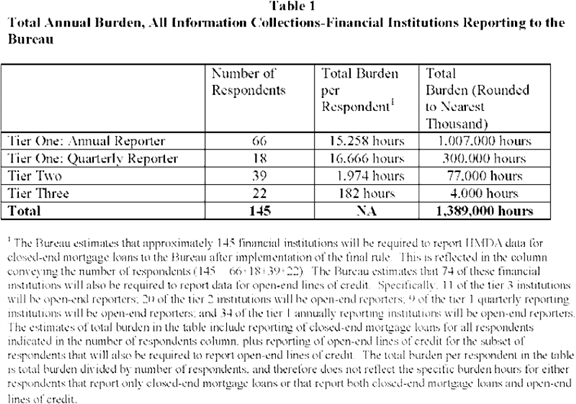 Table 1
Total Annual Burden, All Information Collections-Financial Institutions Reporting to the
Bureau
Number of Respondents Total Burden per Respondent1 Total Burden (Rounded to Nearest Thousand)
Tier One: Annual Reporter 66 15.258 hours 1.007.000 hours
Tier One: Quarterly Reporter 18 16.666 hours 300.000 hours
Tier Two 39 1.974 hours 77.000 hours
Tier Three 22 182 hours 4.000 hours
Total 145 NA 1,389,000 hours
1 The Bureau estimates that approximately 145 financial institutions will be required to report HMDA data for
closed-end mortgage loans to the Bureau after implementation of the final rule. This is reflected in the column
conveying the number of respondents (145 66+18+39+22). The Bureau estimates that 74 of these financial
institutions will also be required to report data for open-end lines of credit. Specifically, 11 of the tier 3 institutions
will be open-end reporters; 20 of the tier 2 institutions will be open-end reporters; 9 of the tier 1 quarterly reporting
institutions will be open-end reporters; and 34 of the tier 1 annually reporting institutions will be open-end reporters.
The estimates of total burden in the table include reporting of closed-end mortgage loans for all respondents
indicated in the number of respondents column, plus reporting of open-end lines of credit for the subset of
respondents that will also be required to report open-end lines of credit. The total burden per respondent in the table
is total burden divided by number of respondents, and therefore does not reflect the specific burden hours for either
respondents that report only closed-end mortgage loans or that report both closed-end mortgage loans and open-end
lines of credit.